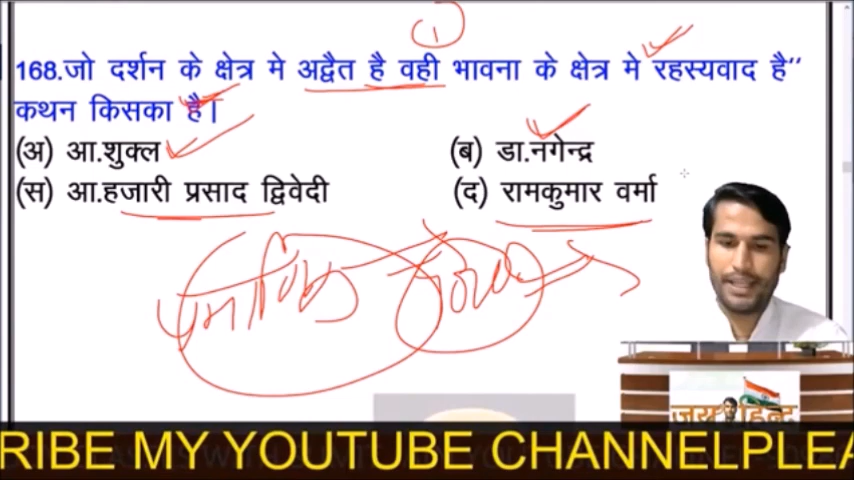 168.जो दर्शन के क्षेत्र मे अद्वैत है वही भावना के क्षेत्र मे रहस्यवाद है’’
कथन किसका है।
(अ) आ.शुक्ल
(ब) डा.नगेन्द्र
(स) आ.हजारी प्रसाद द्विवेदी
(द) रामकुमार वर्मा
जय हिन्द
RIBE MY YOUTUBE CHANNELPLEA